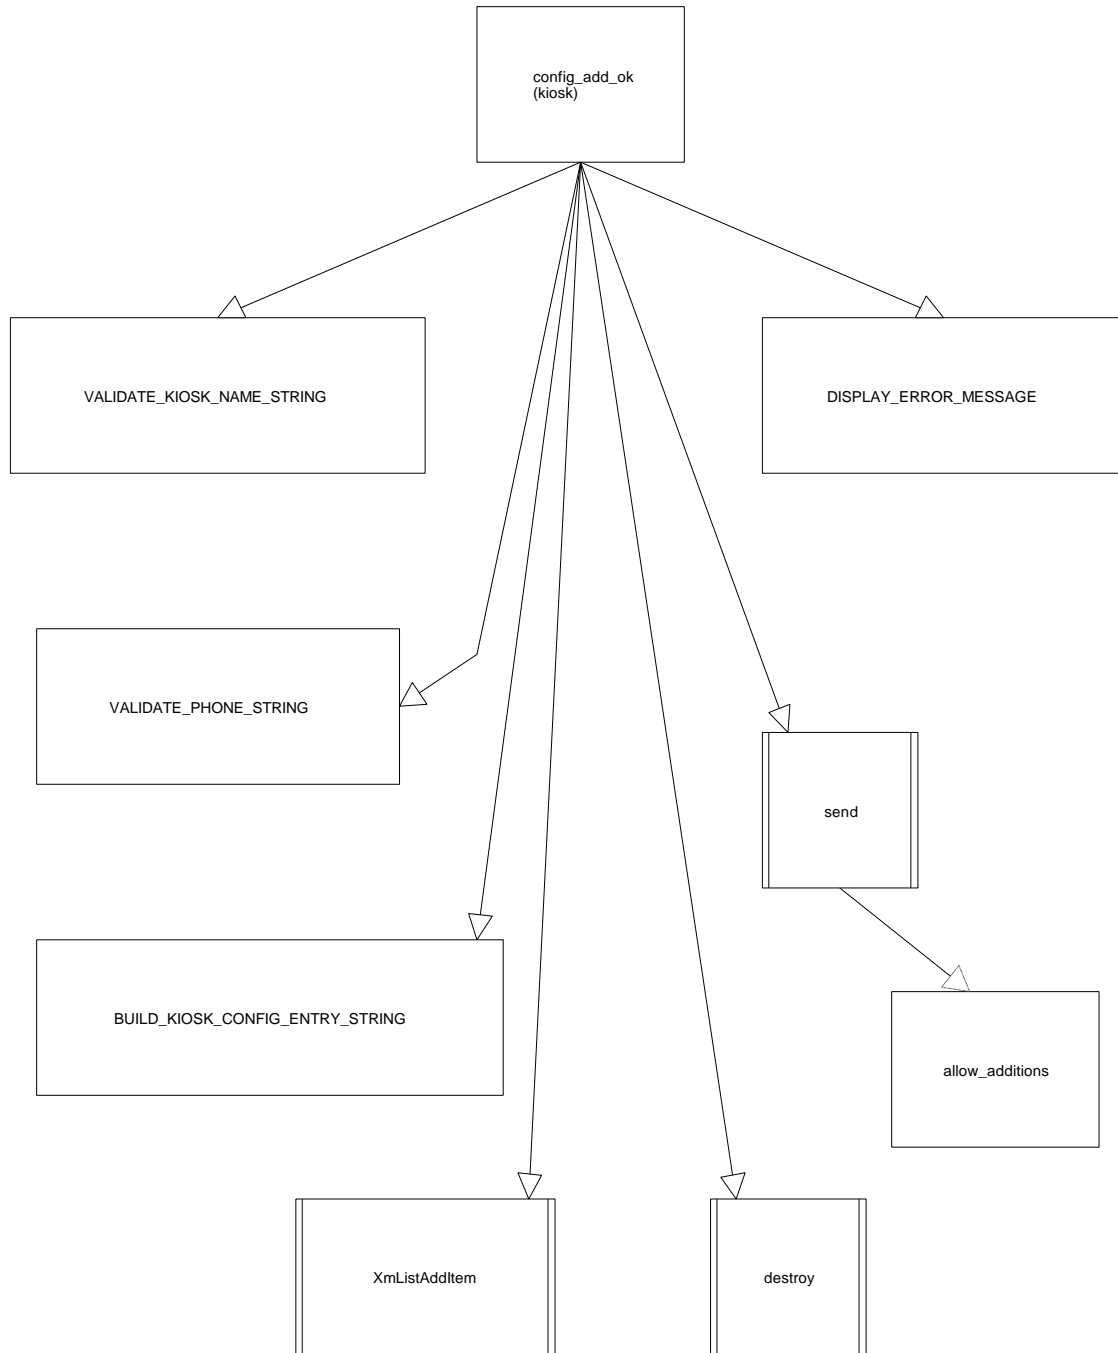 config_add_ok
(kiosk)
VALIDATE_KIOSK_NAME_STRING
DISPLAY_ERROR_MESSAGE
VALIDATE_PHONE_STRING
send
BUILD_KIOSK_CONFIG_ENTRY_STRING
allow_additions
XmListAddItem
destroy